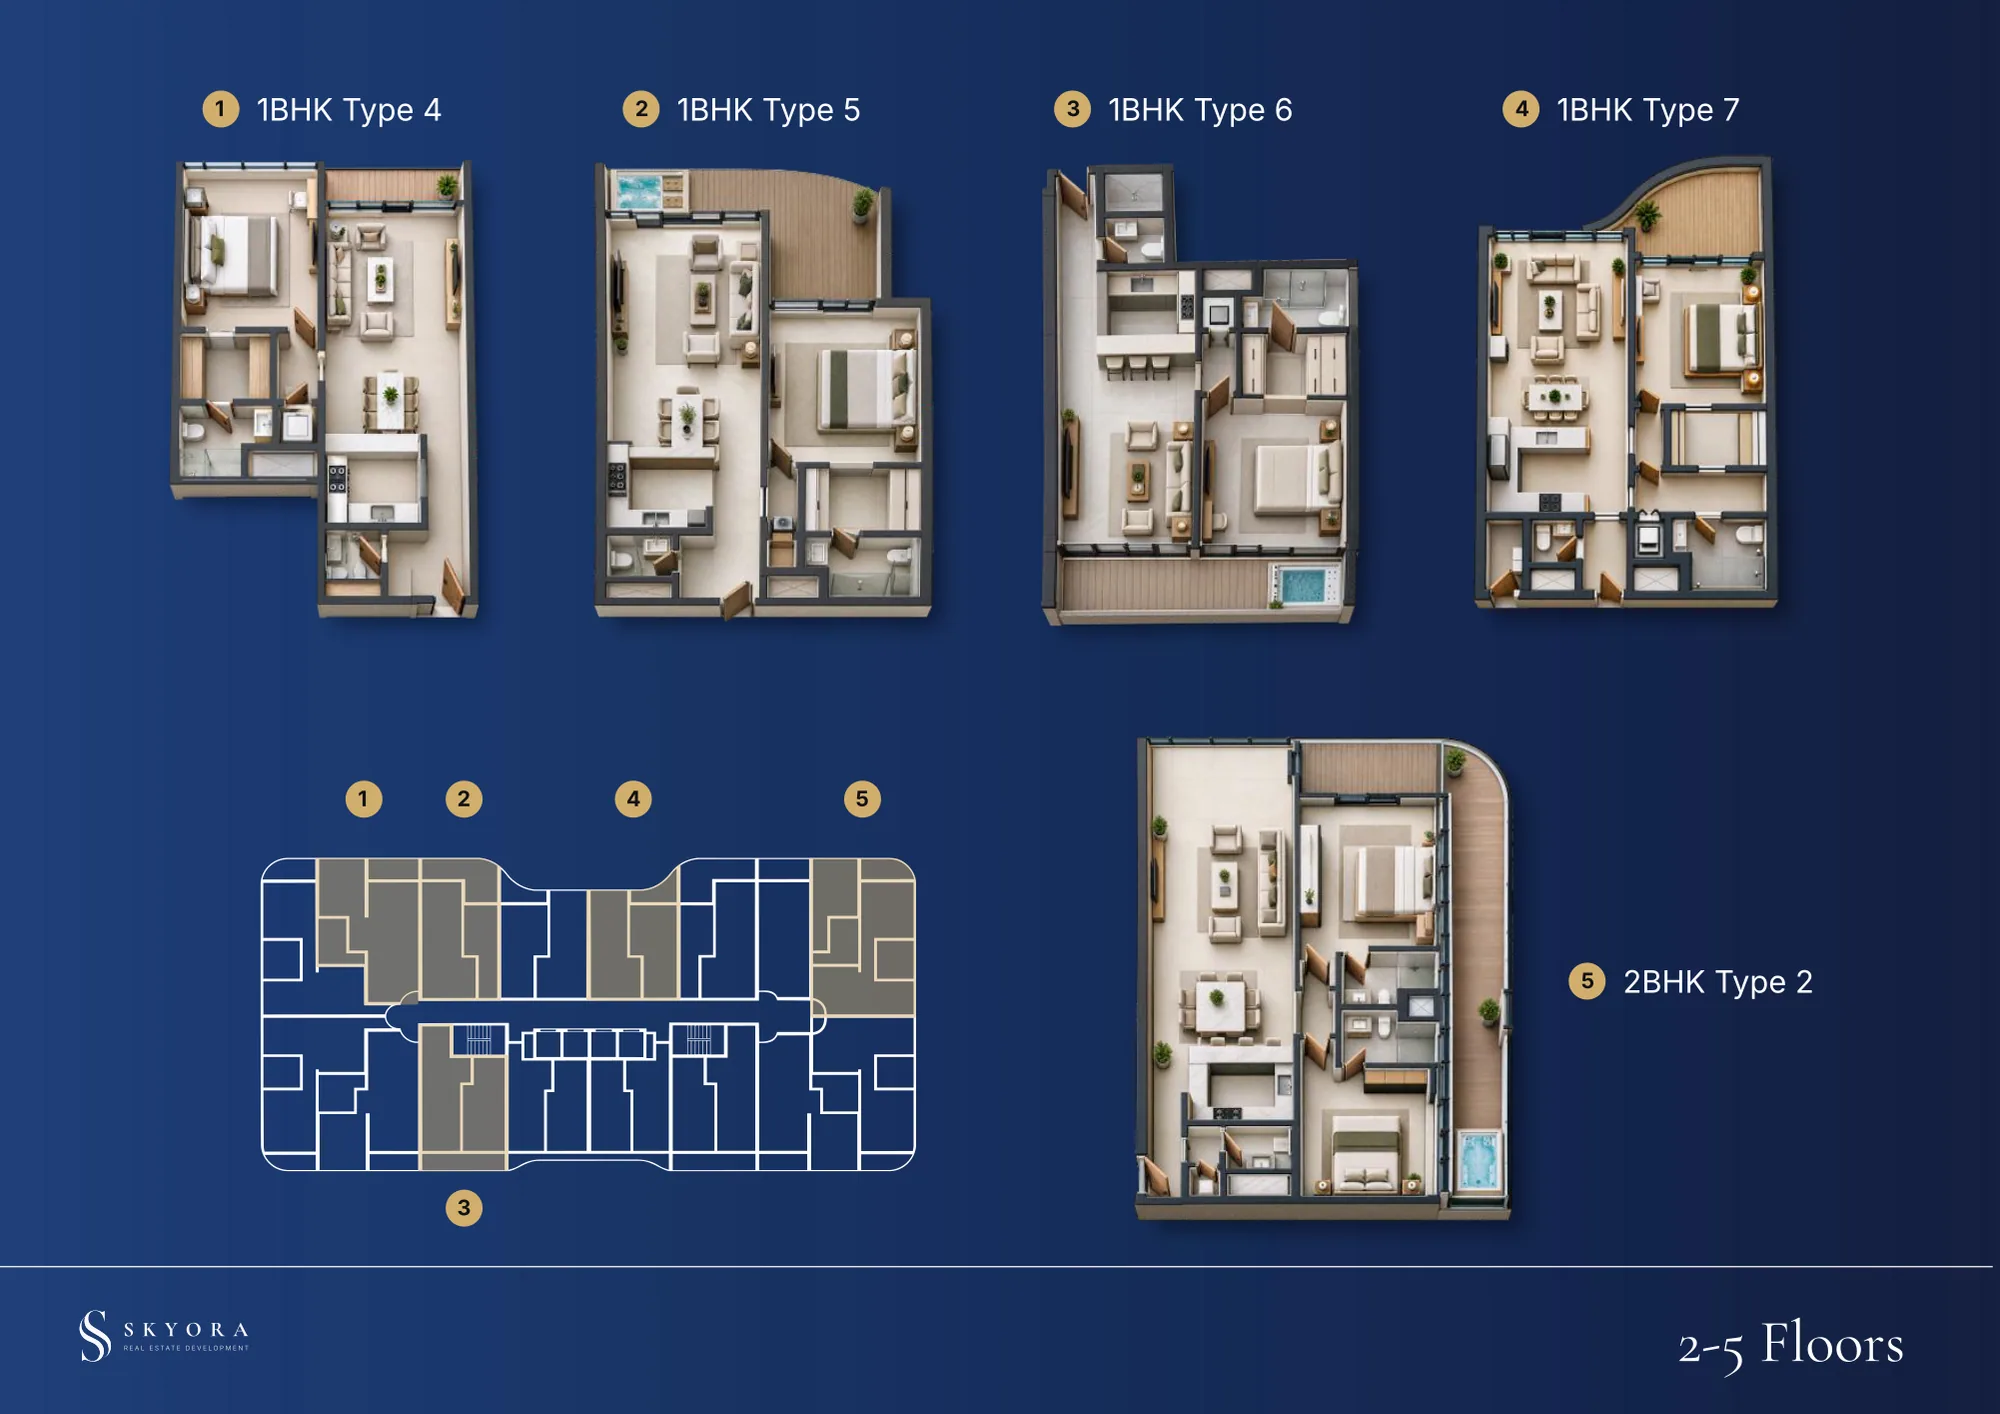 1 1BHK Type 4
2 1BHK Type 5
3 1BHK Type 6
4 1BHK Type 7
1
2
4
5
3
5 2BHK Type 2
SKYORA
REAL ESTATE DEVELOPMENT
2-5 Floors